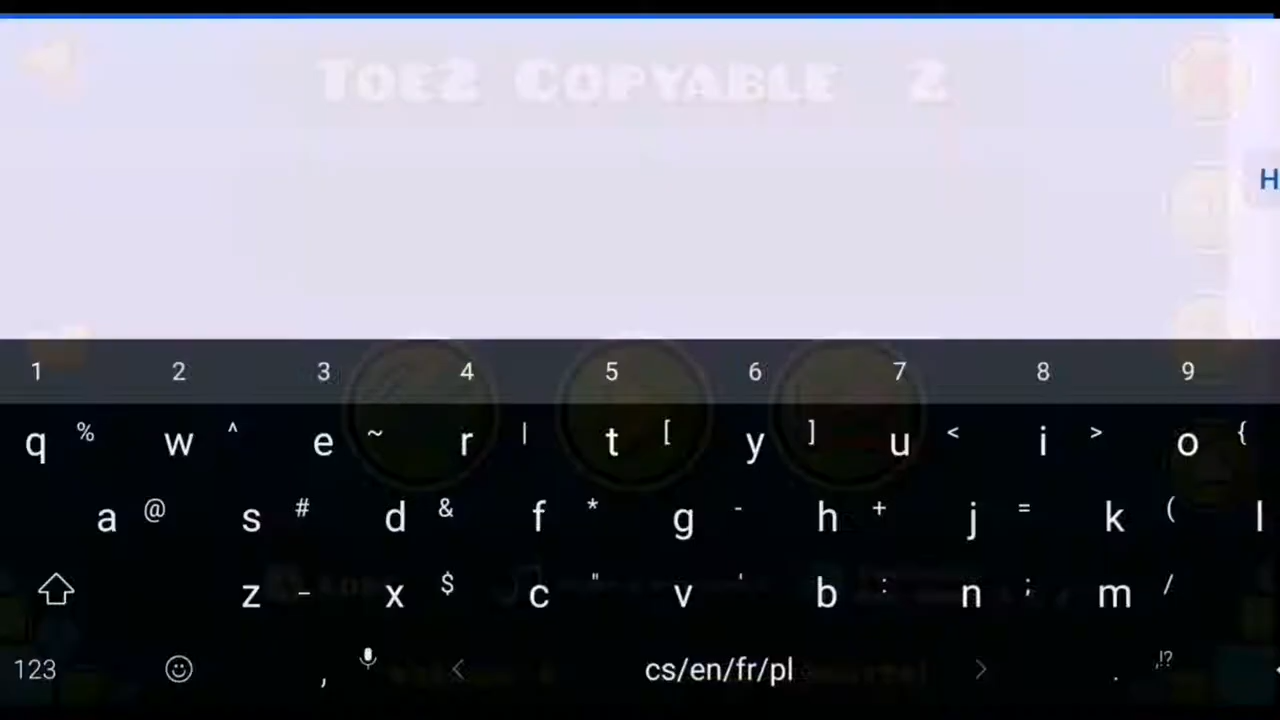 Toe2 Copyable 2
H
1 2 3 4 5 6 7 8 9
q % w ^ e ~ r | t [ y ] u < i > o {
a @ s # d & f * g - h + j = k ( l
z _ x $ c " v ' b : n ; m /
123 , < cs/en/fr/pl > . ,!?